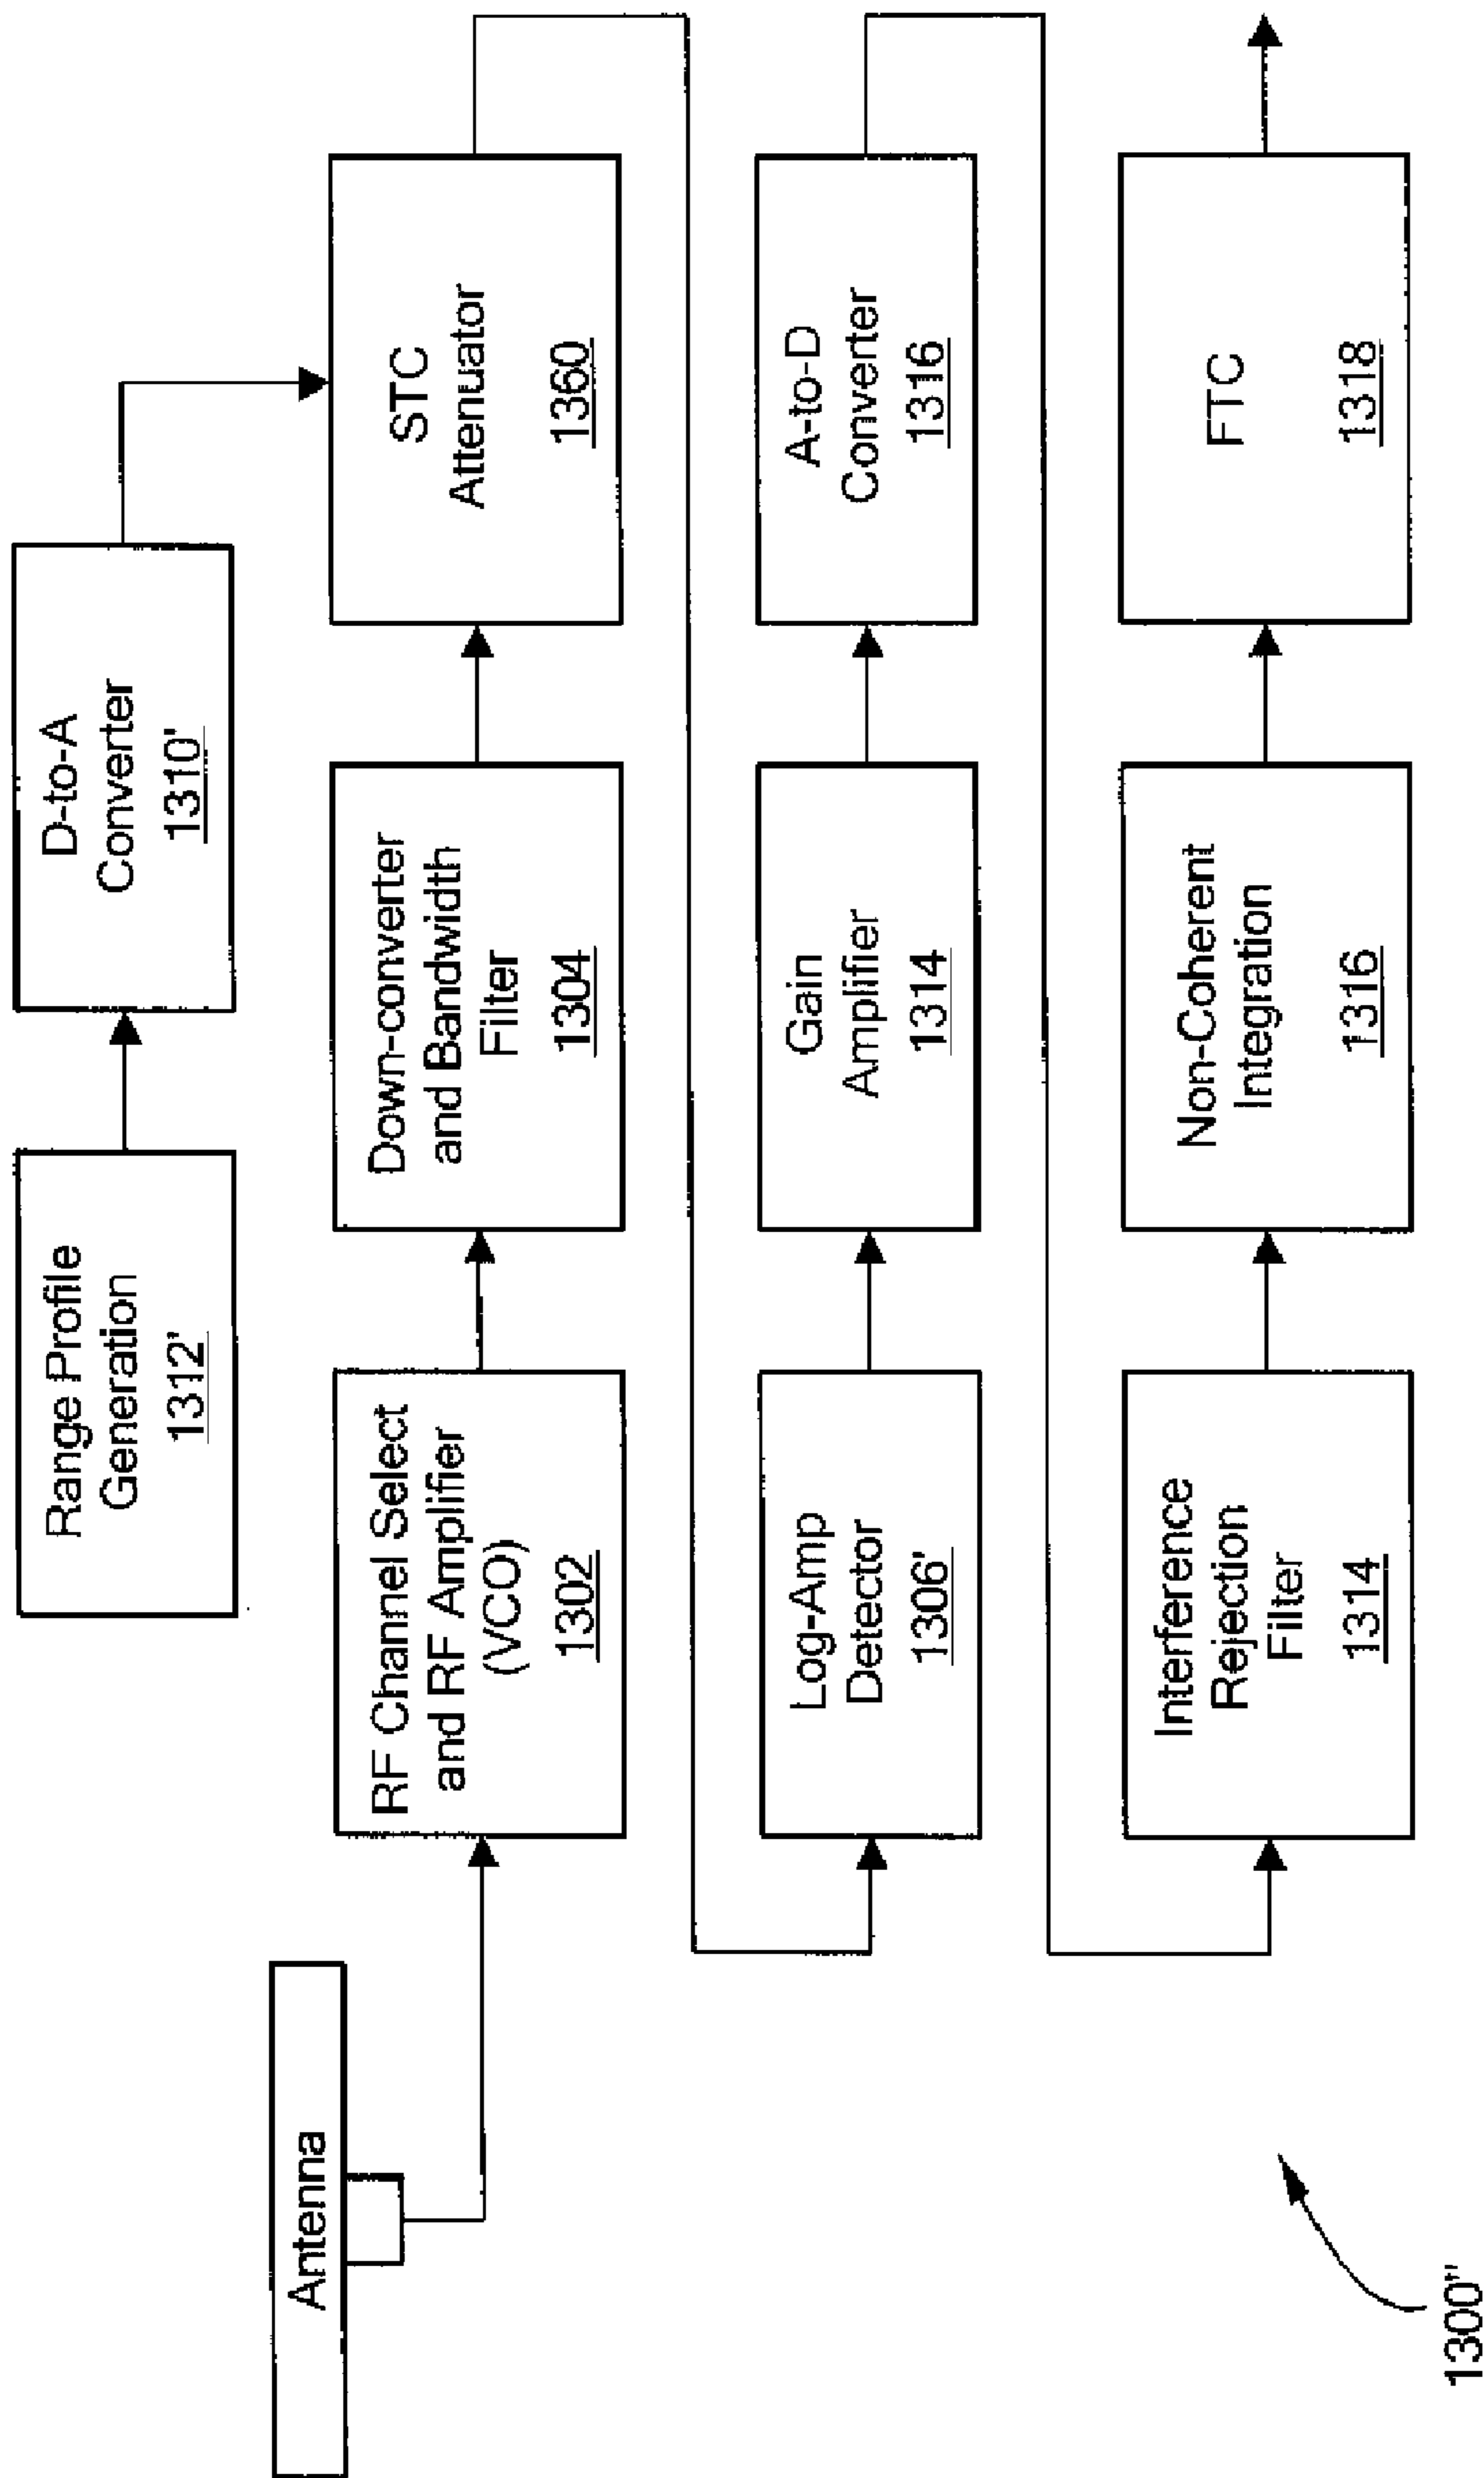 Range Profile
Generation
1312'
D-to-A
Converter
1310'
Antenna
RF Channel Select
and RF Amplifier
(VCO)
1302
Down-converter
and Bandwidth
Filter
1304
STC
Attenuator
1360
Log-Amp
Detector
1306'
Gain
Amplifier
1314
A-to-D
Converter
1316
Interference
Rejection
Filter
1314
Non-Coherent
Integration
1316
FTC
1318
1300"